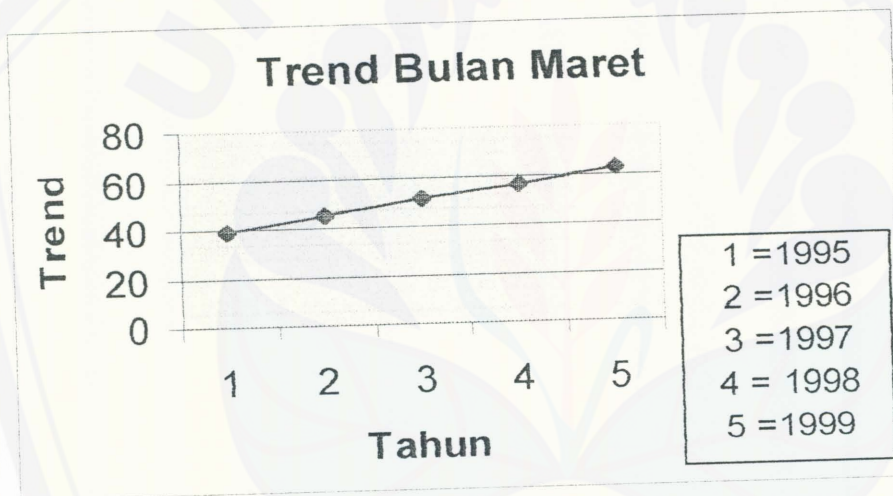 Trend Bulan Maret
Trend
80
60
40
20
0
1 2 3 4 5
Tahun
1 =1995
2 =1996
3 =1997
4 = 1998
5 =1999